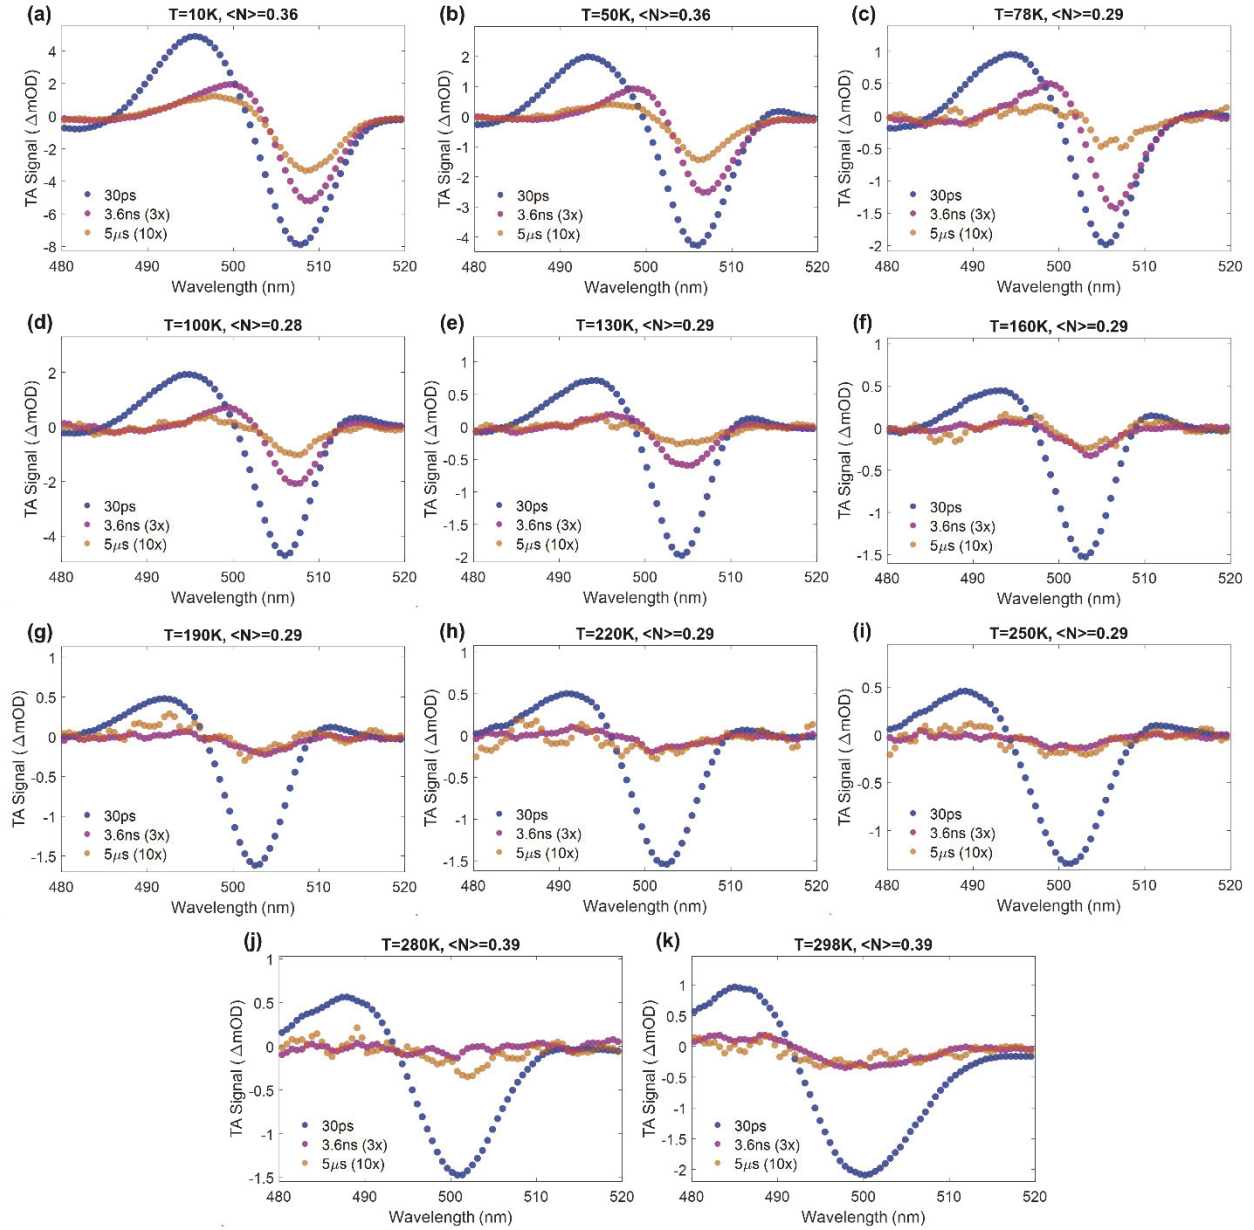 (a) T=10K, <N>=0.36
TA Signal ( ΔmOD)
4
2
0
-2
-4
-6
-8
30ps
3.6ns (3x)
5μs (10x)
480 490 500 510 520
Wavelength (nm)
(b) T=50K, <N>=0.36
TA Signal ( ΔmOD)
3
2
1
0
-1
-2
-3
-4
30ps
3.6ns (3x)
5μs (10x)
480 490 500 510 520
Wavelength (nm)
(c) T=78K, <N>=0.29
TA Signal ( ΔmOD)
1
0.5
0
-0.5
-1
-1.5
-2
30ps
3.6ns (3x)
5μs (10x)
480 490 500 510 520
Wavelength (nm)
(d) T=100K, <N>=0.28
TA Signal ( ΔmOD)
2
0
-2
-4
30ps
3.6ns (3x)
5μs (10x)
480 490 500 510 520
Wavelength (nm)
(e) T=130K, <N>=0.29
TA Signal ( ΔmOD)
1
0.5
0
-0.5
-1
-1.5
-2
30ps
3.6ns (3x)
5μs (10x)
480 490 500 510 520
Wavelength (nm)
(f) T=160K, <N>=0.29
TA Signal ( ΔmOD)
1
0.5
0
-0.5
-1
-1.5
30ps
3.6ns (3x)
5μs (10x)
480 490 500 510 520
Wavelength (nm)
(g) T=190K, <N>=0.29
TA Signal ( ΔmOD)
1
0.5
0
-0.5
-1
-1.5
30ps
3.6ns (3x)
5μs (10x)
480 490 500 510 520
Wavelength (nm)
(h) T=220K, <N>=0.29
TA Signal ( ΔmOD)
1
0.5
0
-0.5
-1
-1.5
30ps
3.6ns (3x)
5μs (10x)
480 490 500 510 520
Wavelength (nm)
(i) T=250K, <N>=0.29
TA Signal ( ΔmOD)
0.5
0
-0.5
-1
30ps
3.6ns (3x)
5μs (10x)
480 490 500 510 520
Wavelength (nm)
(j) T=280K, <N>=0.39
TA Signal ( ΔmOD)
1
0.5
0
-0.5
-1
-1.5
30ps
3.6ns (3x)
5μs (10x)
480 490 500 510 520
Wavelength (nm)
(k) T=298K, <N>=0.39
TA Signal ( ΔmOD)
1
0.5
0
-0.5
-1
-1.5
-2
30ps
3.6ns (3x)
5μs (10x)
480 490 500 510 520
Wavelength (nm)